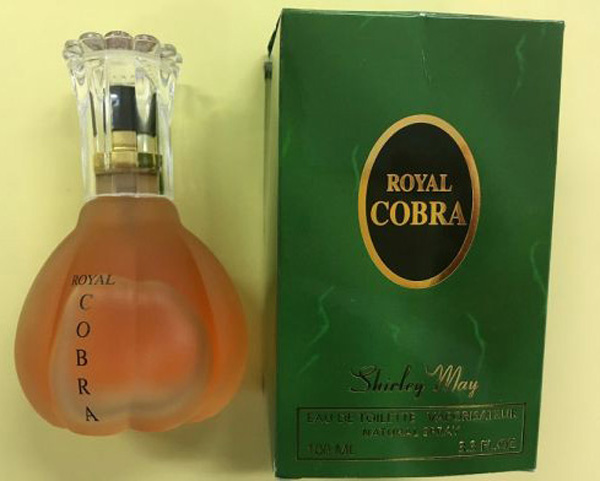 ROYAL
COBRA
ROYAL
COBRA
Shirley May
EAU DE TOILETTE VAPORISATEUR
NATURAL SPRAY
100 ML 3.3 FL.OZ